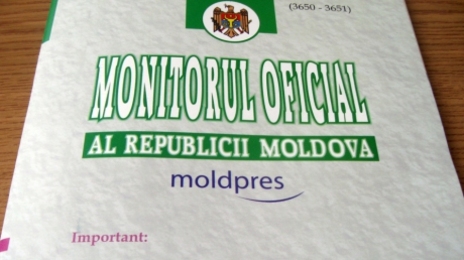 (3650 - 3651)
MONITORUL OFICIAL
AL REPUBLICII MOLDOVA
moldpres
Important: